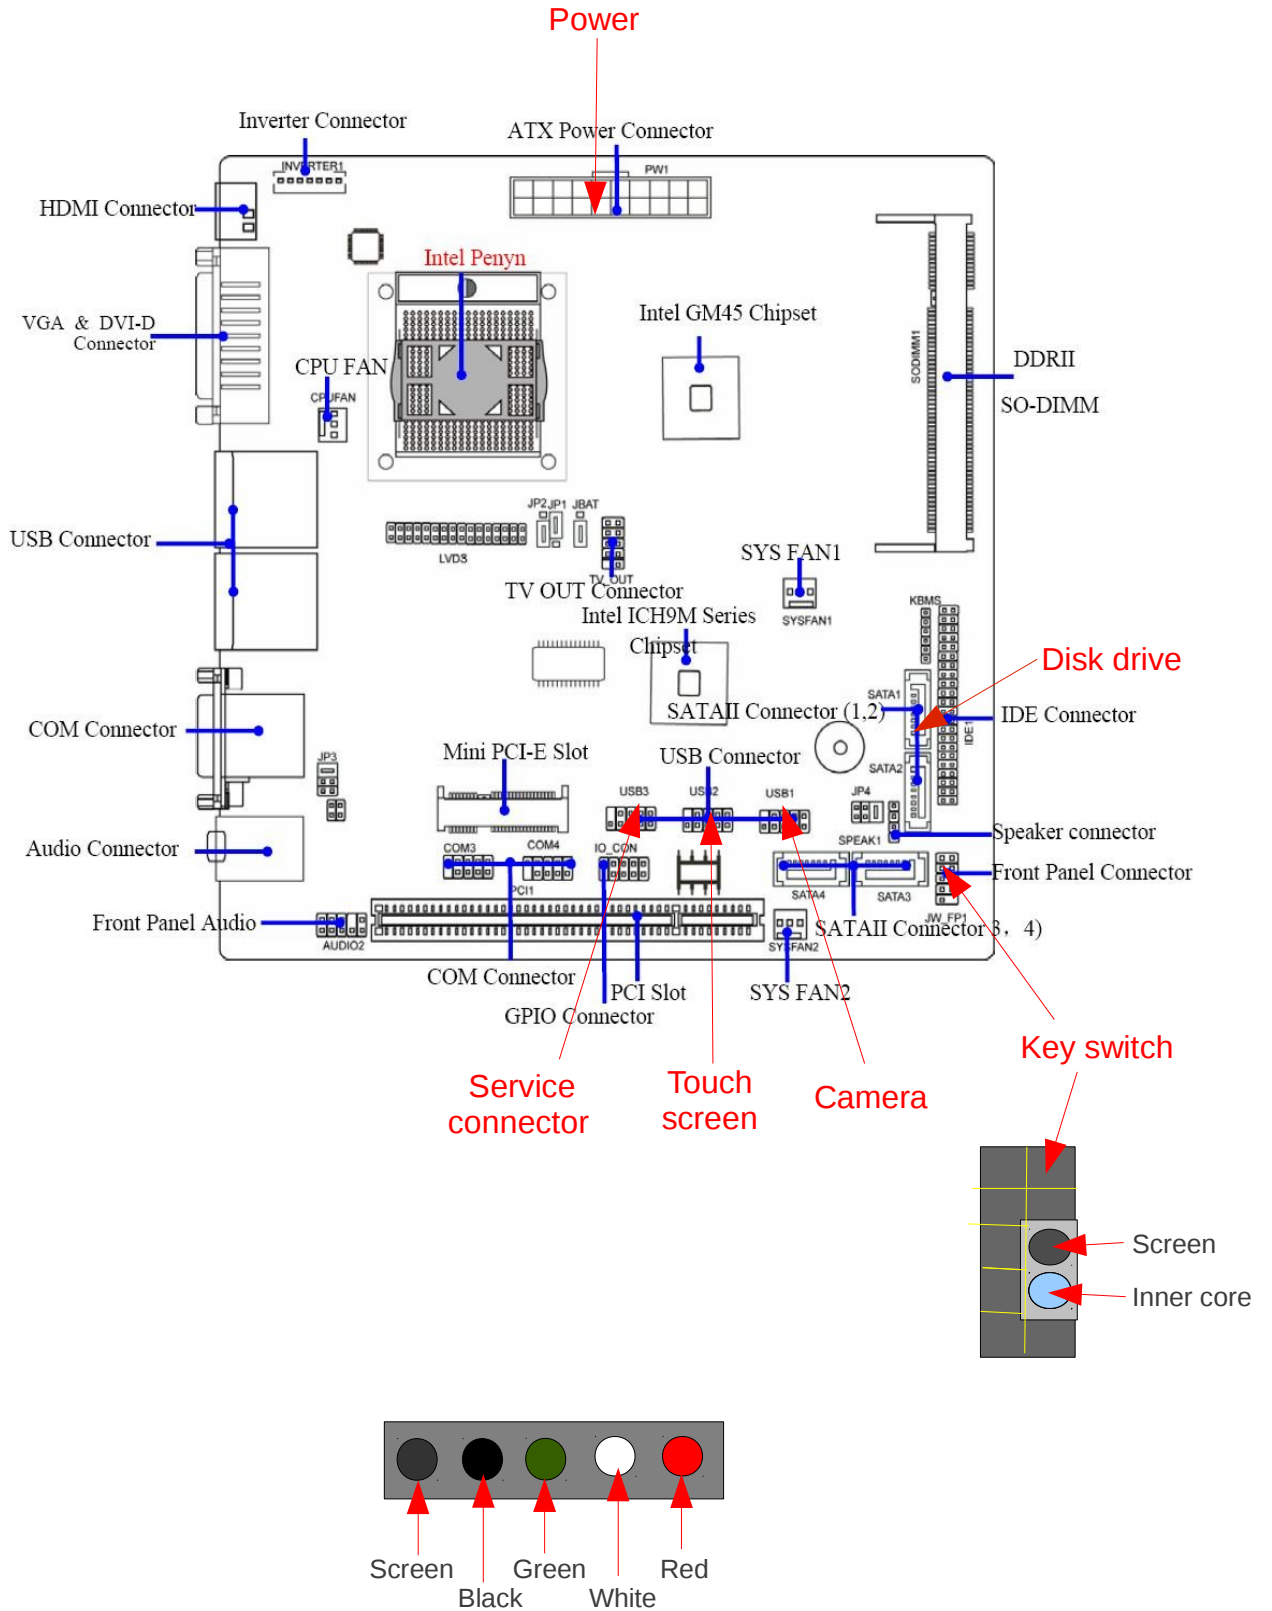 Power
Inverter Connector
ATX Power Connector
INVERTER1
PW1
HDMI Connector
Intel Penyn
VGA & DVI-D
Connector
Intel GM45 Chipset
CPU FAN
CPUFAN
SODIMM1
DDRII
SO-DIMM
JP2
JP1
JBAT
USB Connector
LVDS
SYS FAN1
TV_OUT
TV OUT Connector
KBMS
Intel ICH9M Series
Chipset
SYSFAN1
Disk drive
SATA1
SATAII Connector (1,2)
IDE Connector
IDE1
COM Connector
Mini PCI-E Slot
USB Connector
JP3
SATA2
USB3
USB2
USB1
JP4
Speaker connector
SPEAK1
Audio Connector
COM3
COM4
IO_CON
Front Panel Connector
PCI1
SATA4
SATA3
JW_FP1
Front Panel Audio
AUDIO2
SATAII Connector 3, 4)
SYSFAN2
COM Connector
PCI Slot
SYS FAN2
GPIO Connector
Key switch
Service
connector
Touch
screen
Camera
Screen
Inner core
Screen
Green
Red
Black
White